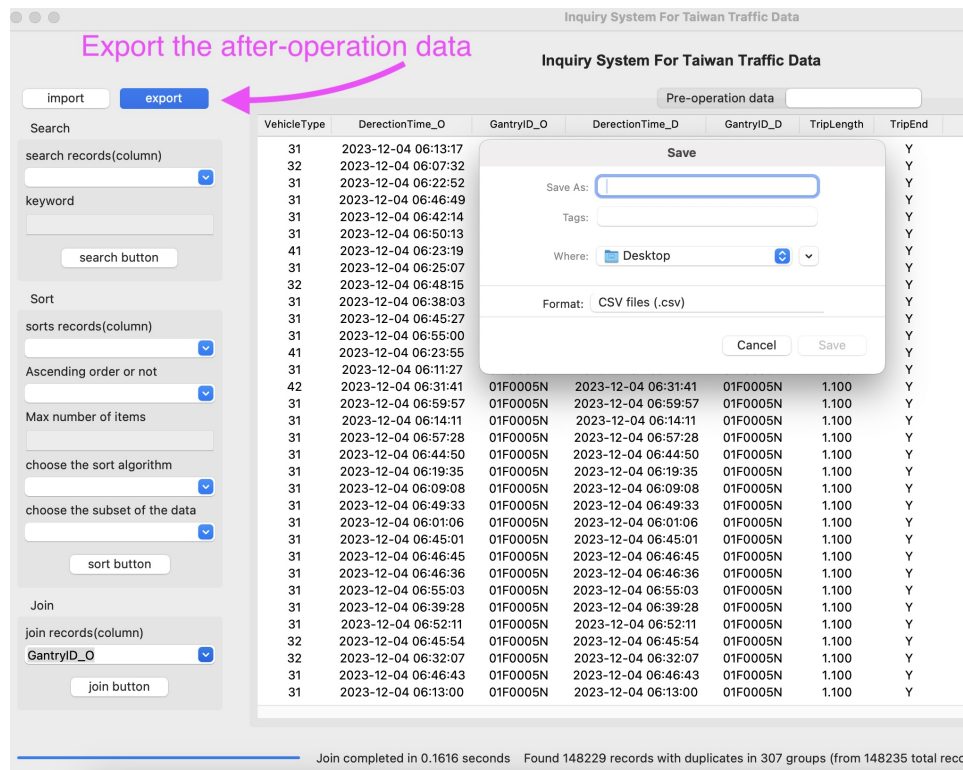 Inquiry System For Taiwan Traffic Data
Export the after-operation data
Inquiry System For Taiwan Traffic Data
import export
Pre-operation data
Search
search records(column)
keyword
search button
Sort
sorts records(column)
Ascending order or not
Max number of items
choose the sort algorithm
choose the subset of the data
sort button
Join
join records(column)
GantryID_O
join button
VehicleType DerectionTime_O GantryID_O DerectionTime_D GantryID_D TripLength TripEnd
31 2023-12-04 06:13:17 Y
32 2023-12-04 06:07:32 Y
31 2023-12-04 06:22:52 Y
31 2023-12-04 06:46:49 Y
31 2023-12-04 06:42:14 Y
31 2023-12-04 06:50:13 Y
41 2023-12-04 06:23:19 Y
31 2023-12-04 06:25:07 Y
32 2023-12-04 06:48:15 Y
31 2023-12-04 06:38:03 Y
31 2023-12-04 06:45:27 Y
31 2023-12-04 06:55:00 Y
41 2023-12-04 06:23:55 Y
31 2023-12-04 06:11:27 Y
42 2023-12-04 06:31:41 01F0005N 2023-12-04 06:31:41 01F0005N 1.100 Y
31 2023-12-04 06:59:57 01F0005N 2023-12-04 06:59:57 01F0005N 1.100 Y
31 2023-12-04 06:14:11 01F0005N 2023-12-04 06:14:11 01F0005N 1.100 Y
31 2023-12-04 06:57:28 01F0005N 2023-12-04 06:57:28 01F0005N 1.100 Y
31 2023-12-04 06:44:50 01F0005N 2023-12-04 06:44:50 01F0005N 1.100 Y
31 2023-12-04 06:19:35 01F0005N 2023-12-04 06:19:35 01F0005N 1.100 Y
31 2023-12-04 06:09:08 01F0005N 2023-12-04 06:09:08 01F0005N 1.100 Y
31 2023-12-04 06:49:33 01F0005N 2023-12-04 06:49:33 01F0005N 1.100 Y
31 2023-12-04 06:01:06 01F0005N 2023-12-04 06:01:06 01F0005N 1.100 Y
31 2023-12-04 06:45:01 01F0005N 2023-12-04 06:45:01 01F0005N 1.100 Y
31 2023-12-04 06:46:45 01F0005N 2023-12-04 06:46:45 01F0005N 1.100 Y
31 2023-12-04 06:46:36 01F0005N 2023-12-04 06:46:36 01F0005N 1.100 Y
31 2023-12-04 06:55:03 01F0005N 2023-12-04 06:55:03 01F0005N 1.100 Y
31 2023-12-04 06:39:28 01F0005N 2023-12-04 06:39:28 01F0005N 1.100 Y
31 2023-12-04 06:52:11 01F0005N 2023-12-04 06:52:11 01F0005N 1.100 Y
32 2023-12-04 06:45:54 01F0005N 2023-12-04 06:45:54 01F0005N 1.100 Y
32 2023-12-04 06:32:07 01F0005N 2023-12-04 06:32:07 01F0005N 1.100 Y
31 2023-12-04 06:46:43 01F0005N 2023-12-04 06:46:43 01F0005N 1.100 Y
31 2023-12-04 06:13:00 01F0005N 2023-12-04 06:13:00 01F0005N 1.100 Y
Save
Save As:
Tags:
Where: Desktop
Format: CSV files (.csv)
Cancel Save
Join completed in 0.1616 seconds Found 148229 records with duplicates in 307 groups (from 148235 total